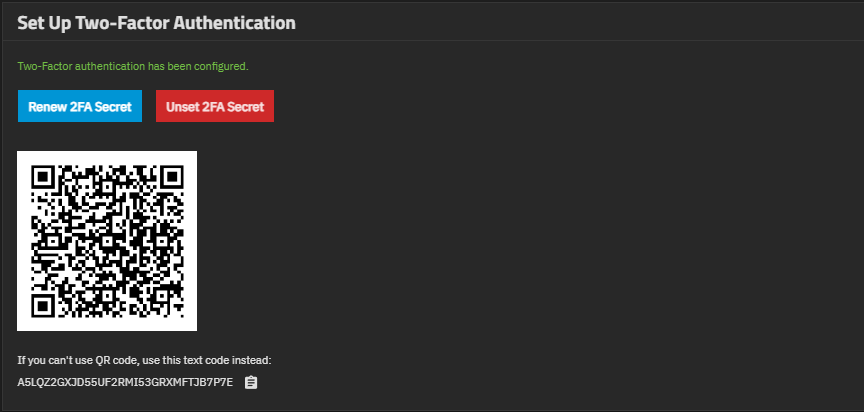 Set Up Two-Factor Authentication
Two-Factor authentication has been configured.
Renew 2FA Secret
Unset 2FA Secret
If you can't use QR code, use this text code instead:
A5LQZ2GXJD55UF2RMI53GRXMFTJB7P7E